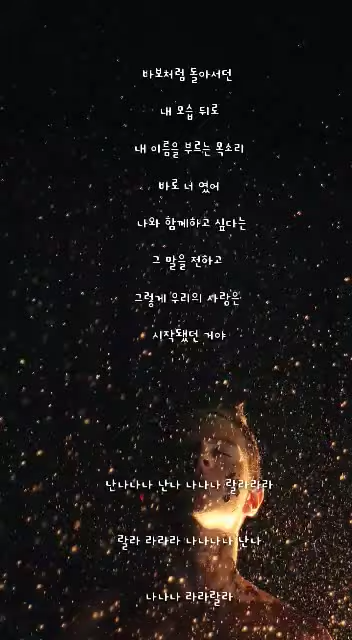 바보처럼 돌아서던
내 모습 뒤로
내 이름을 부르는 목소리
바로 너 였어
나와 함께하고 싶다는
그 말을 전하고
그렇게 우리의 사랑은
시작됐던 거야
난나나나 난나 나나나 랄라라라
랄라 라라라 나나나나 난나
나나나 라라랄라